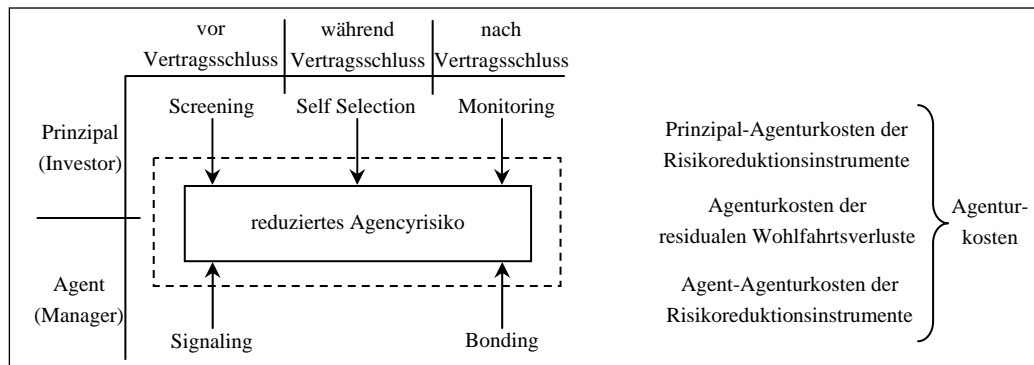 vor
Vertragsschluss
während
Vertragsschluss
nach
Vertragsschluss
Prinzipal
(Investor)
Screening
Self Selection
Monitoring
reduziertes Agencyrisiko
Agent
(Manager)
Signaling
Bonding
Prinzipal-Agenturkosten der
Risikoreduktionsinstrumente
Agenturkosten der
residualen Wohlfahrtsverluste
Agent-Agenturkosten der
Risikoreduktionsinstrumente
Agentur-
kosten